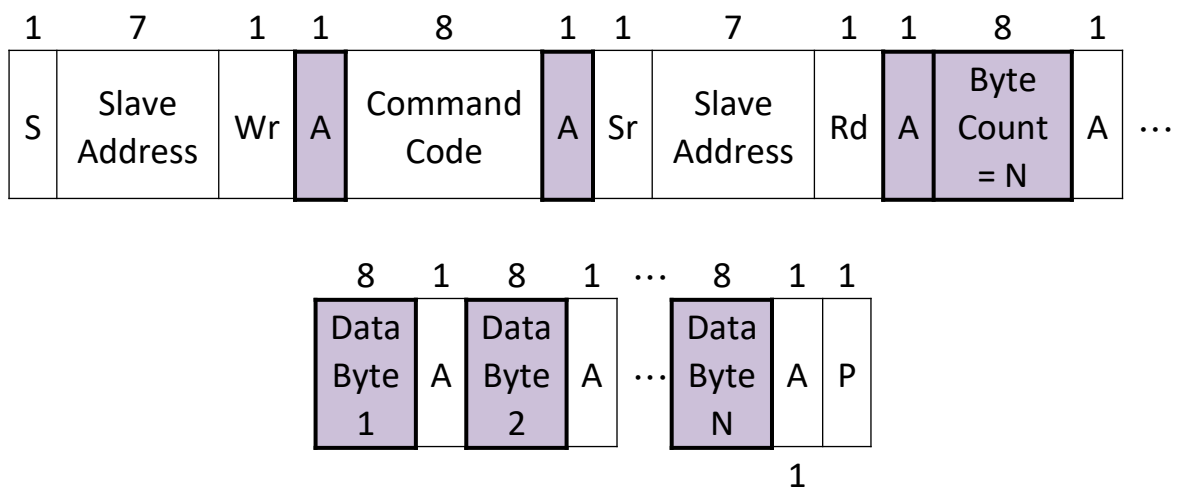 1 7 1 1 8 1 1 7 1 1 8 1
S Slave Address Wr A Command Code A Sr Slave Address Rd A Byte Count = N A ...
8 1 8 1 ... 8 1 1
Data Byte 1 A Data Byte 2 A ... Data Byte N A P
1